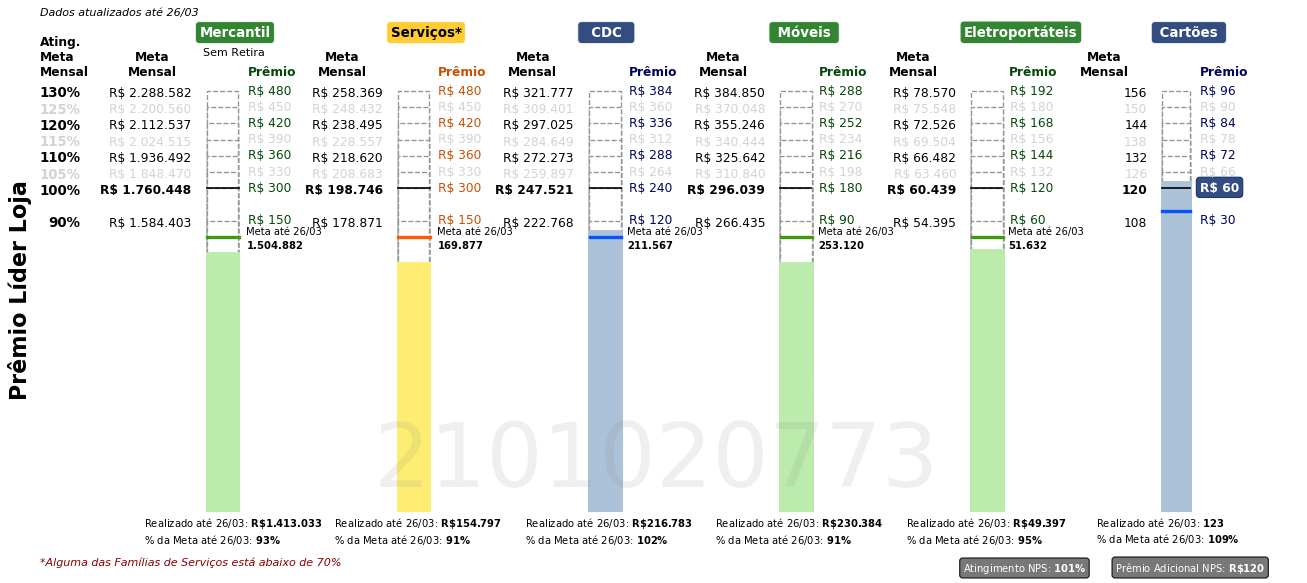 Dados atualizados até 26/03
Mercantil Serviços* CDC Móveis Eletroportáteis Cartões
Sem Retira
Ating. Meta Mensal Meta Mensal Prêmio Meta Mensal Prêmio Meta Mensal Prêmio Meta Mensal Prêmio Meta Mensal Prêmio Meta Mensal Prêmio
130% R$ 2.288.582 R$ 480 R$ 258.369 R$ 480 R$ 321.777 R$ 384 R$ 384.850 R$ 288 R$ 78.570 R$ 192 156 R$ 96
125% R$ 2.200.560 R$ 450 R$ 248.432 R$ 450 R$ 309.401 R$ 360 R$ 370.048 R$ 270 R$ 75.548 R$ 180 150 R$ 90
120% R$ 2.112.537 R$ 420 R$ 238.495 R$ 420 R$ 297.025 R$ 336 R$ 355.246 R$ 252 R$ 72.526 R$ 168 144 R$ 84
115% R$ 2.024.515 R$ 390 R$ 228.557 R$ 390 R$ 284.649 R$ 312 R$ 340.444 R$ 234 R$ 69.504 R$ 156 138 R$ 78
110% R$ 1.936.492 R$ 360 R$ 218.620 R$ 360 R$ 272.273 R$ 288 R$ 325.642 R$ 216 R$ 66.482 R$ 144 132 R$ 72
105% R$ 1.848.470 R$ 330 R$ 208.683 R$ 330 R$ 259.897 R$ 264 R$ 310.840 R$ 198 R$ 63.460 R$ 132 126 R$ 66
100% R$ 1.760.448 R$ 300 R$ 198.746 R$ 300 R$ 247.521 R$ 240 R$ 296.039 R$ 180 R$ 60.439 R$ 120 120 R$ 60
90% R$ 1.584.403 R$ 150 R$ 178.871 R$ 150 R$ 222.768 R$ 120 R$ 266.435 R$ 90 R$ 54.395 R$ 60 108 R$ 30
Meta até 26/03 Meta até 26/03 Meta até 26/03 Meta até 26/03 Meta até 26/03
1.504.882 169.877 211.567 253.120 51.632
Prêmio Líder Loja
2101020773
Realizado até 26/03: R$1.413.033 Realizado até 26/03: R$154.797 Realizado até 26/03: R$216.783 Realizado até 26/03: R$230.384 Realizado até 26/03: R$49.397 Realizado até 26/03: 123
% da Meta até 26/03: 93% % da Meta até 26/03: 91% % da Meta até 26/03: 102% % da Meta até 26/03: 91% % da Meta até 26/03: 95% % da Meta até 26/03: 109%
*Alguma das Famílias de Serviços está abaixo de 70%
Atingimento NPS: 101% Prêmio Adicional NPS: R$120